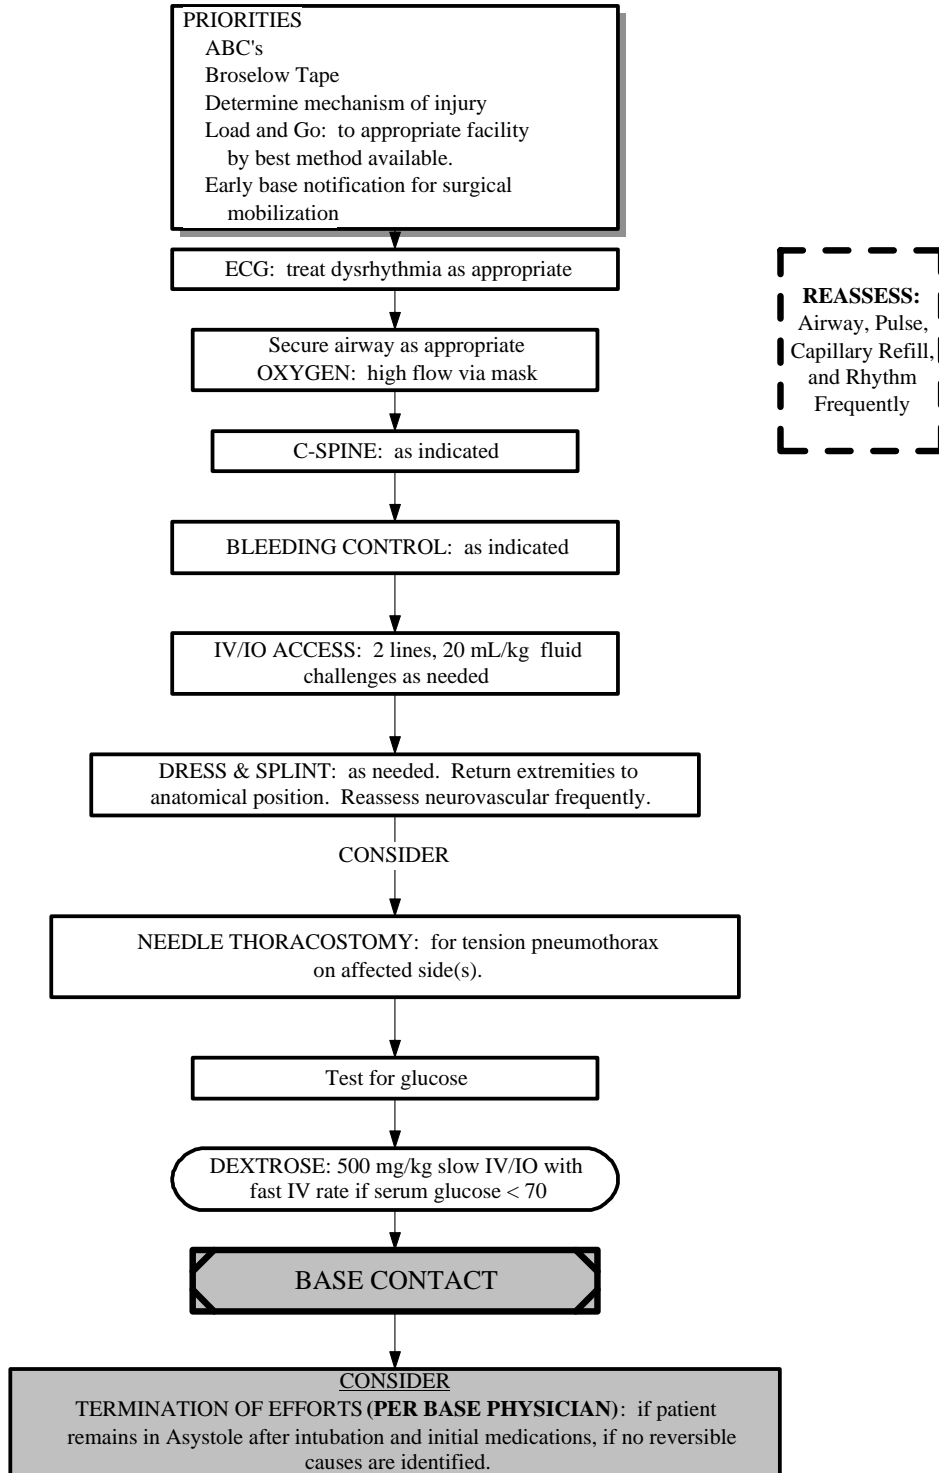 PRIORITIES
ABC's
Broselow Tape
Determine mechanism of injury
Load and Go: to appropriate facility
by best method available.
Early base notification for surgical
mobilization
ECG: treat dysrhythmia as appropriate
Secure airway as appropriate
OXYGEN: high flow via mask
REASSESS:
Airway, Pulse,
Capillary Refill,
and Rhythm
Frequently
C-SPINE: as indicated
BLEEDING CONTROL: as indicated
IV/IO ACCESS: 2 lines, 20 mL/kg fluid
challenges as needed
DRESS & SPLINT: as needed. Return extremities to
anatomical position. Reassess neurovascular frequently.
CONSIDER
NEEDLE THORACOSTOMY: for tension pneumothorax
on affected side(s).
Test for glucose
DEXTROSE: 500 mg/kg slow IV/IO with
fast IV rate if serum glucose < 70
BASE CONTACT
CONSIDER
TERMINATION OF EFFORTS (PER BASE PHYSICIAN): if patient
remains in Asystole after intubation and initial medications, if no reversible
causes are identified.